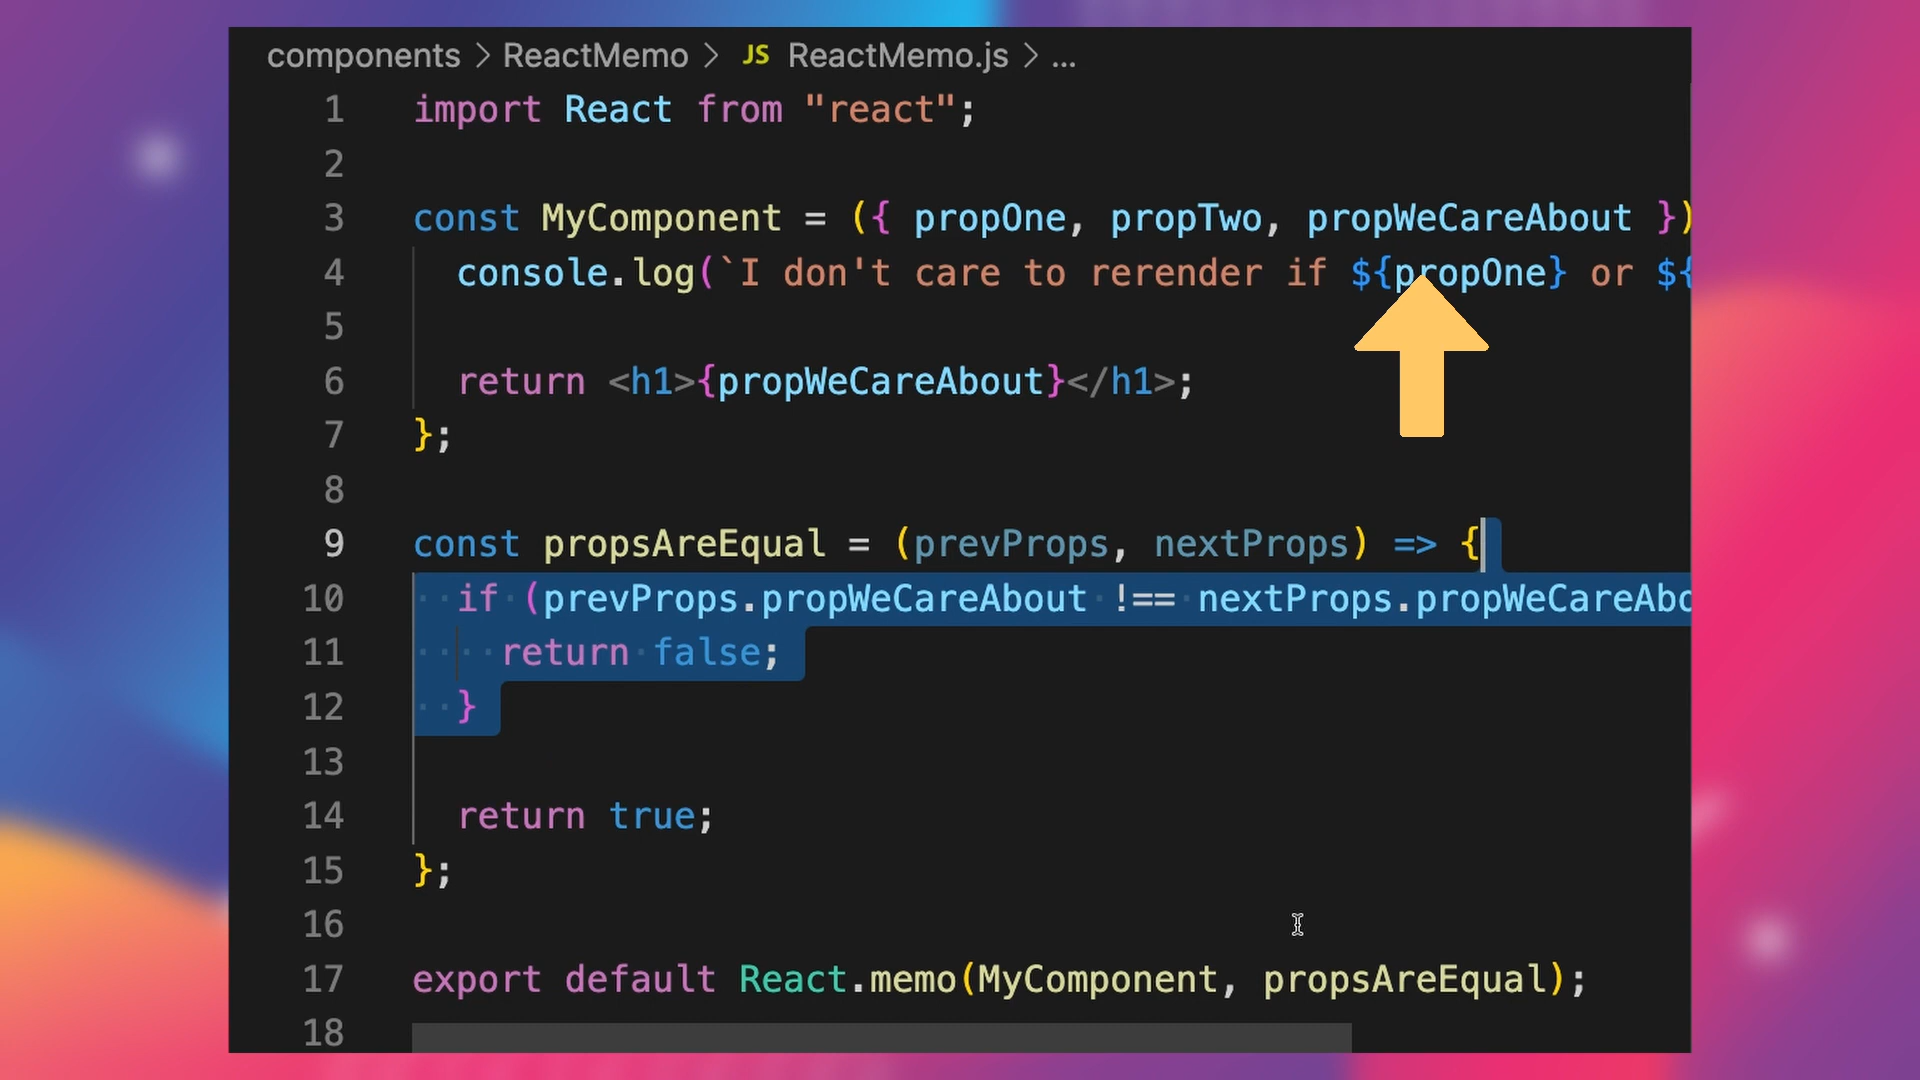 components > ReactMemo > JS ReactMemo.js > ...
1 import React from "react";
2
3 const MyComponent = ({ propOne, propTwo, propWeCareAbout })
4 console.log(`I don't care to rerender if ${propOne} or ${
5
6 return <h1>{propWeCareAbout}</h1>;
7 };
8
9 const propsAreEqual = (prevProps, nextProps) => {
10 if (prevProps.propWeCareAbout !== nextProps.propWeCareAbo
11 return false;
12 }
13
14 return true;
15 };
16
17 export default React.memo(MyComponent, propsAreEqual);
18